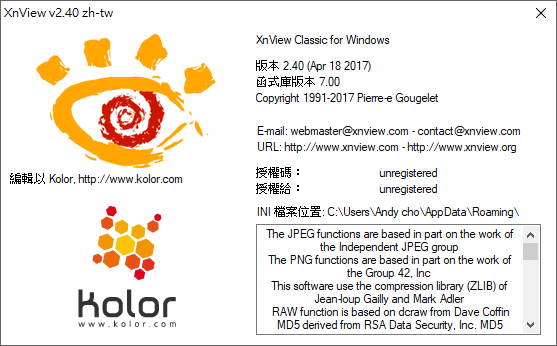 XnView v2.40 zh-tw
XnView Classic for Windows
版本 2.40 (Apr 18 2017)
函式庫版本 7.00
Copyright 1991-2017 Pierre-e Gougelet
E-mail: webmaster@xnview.com - contact@xnview.com
URL: http://www.xnview.com - http://www.xnview.org
授權碼： unregistered
授權給： unregistered
編輯以 Kolor, http://www.kolor.com
INI 檔案位置: C:\Users\Andy cho\AppData\Roaming\
The JPEG functions are based in part on the work of
the Independent JPEG group
The PNG functions are based in part on the work of
the Group 42, Inc
This software use the compression library (ZLIB) of
Jean-loup Gailly and Mark Adler
RAW function is based on dcraw from Dave Coffin
MD5 derived from RSA Data Security, Inc. MD5
kolor
www.kolor.com